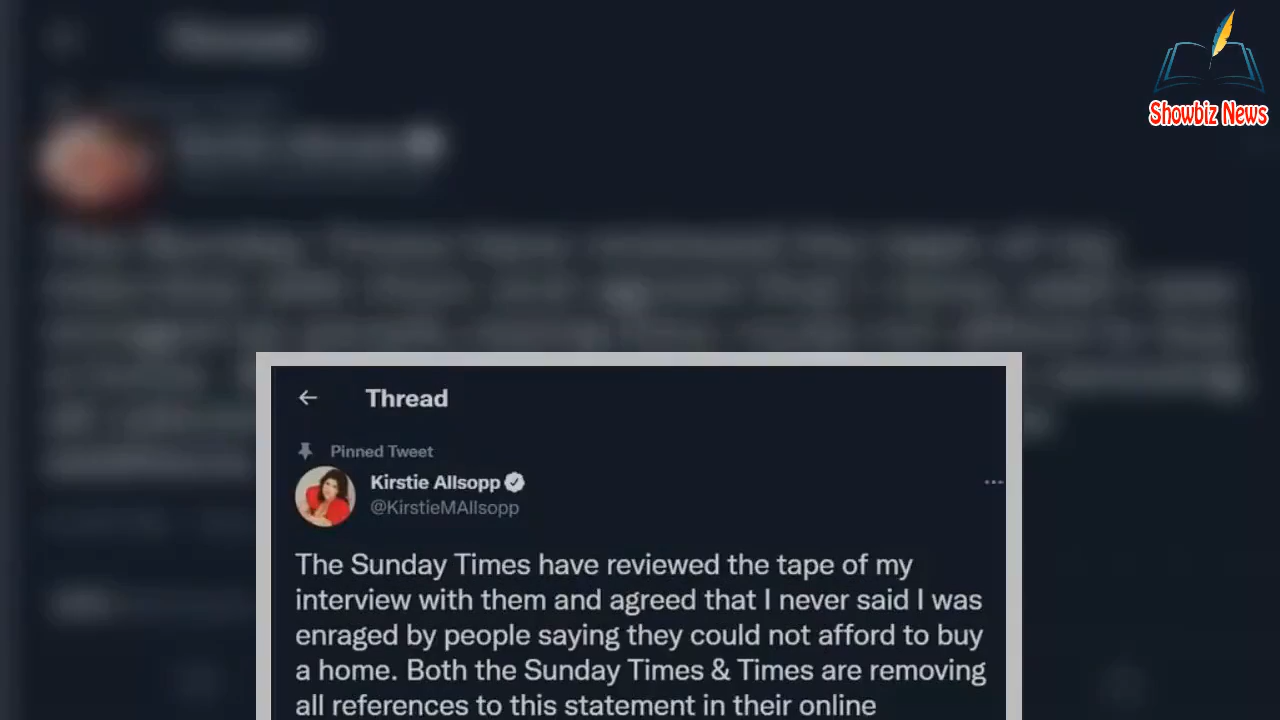 Showbiz News
Thread
Pinned Tweet
Kirstie Allsopp
@KirstieMAllsopp
The Sunday Times have reviewed the tape of my
interview with them and agreed that I never said I was
enraged by people saying they could not afford to buy
a home. Both the Sunday Times & Times are removing
all references to this statement in their online